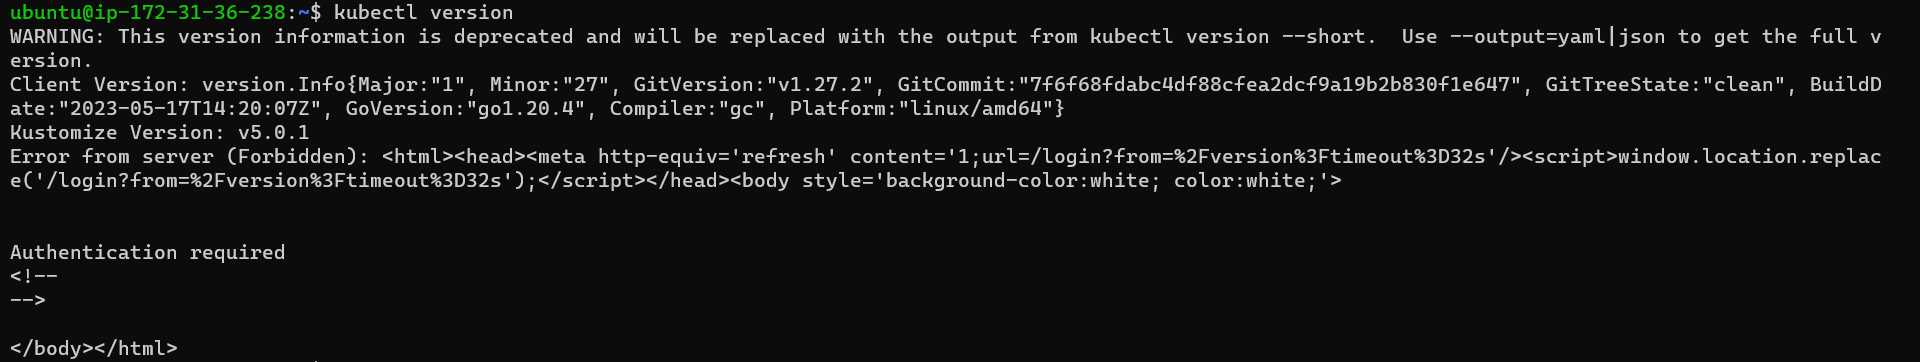 ubuntu@ip-172-31-36-238:~$ kubectl version
WARNING: This version information is deprecated and will be replaced with the output from kubectl version --short.  Use --output=yaml|json to get the full v
ersion.
Client Version: version.Info{Major:"1", Minor:"27", GitVersion:"v1.27.2", GitCommit:"7f6f68fdabc4df88cfea2dcf9a19b2b830f1e647", GitTreeState:"clean", BuildD
ate:"2023-05-17T14:20:07Z", GoVersion:"go1.20.4", Compiler:"gc", Platform:"linux/amd64"}
Kustomize Version: v5.0.1
Error from server (Forbidden): <html><head><meta http-equiv='refresh' content='1;url=/login?from=%2Fversion%3Ftimeout%3D32s'/><script>window.location.replac
e('/login?from=%2Fversion%3Ftimeout%3D32s');</script></head><body style='background-color:white; color:white;'>
Authentication required
<!--
-->
</body></html>